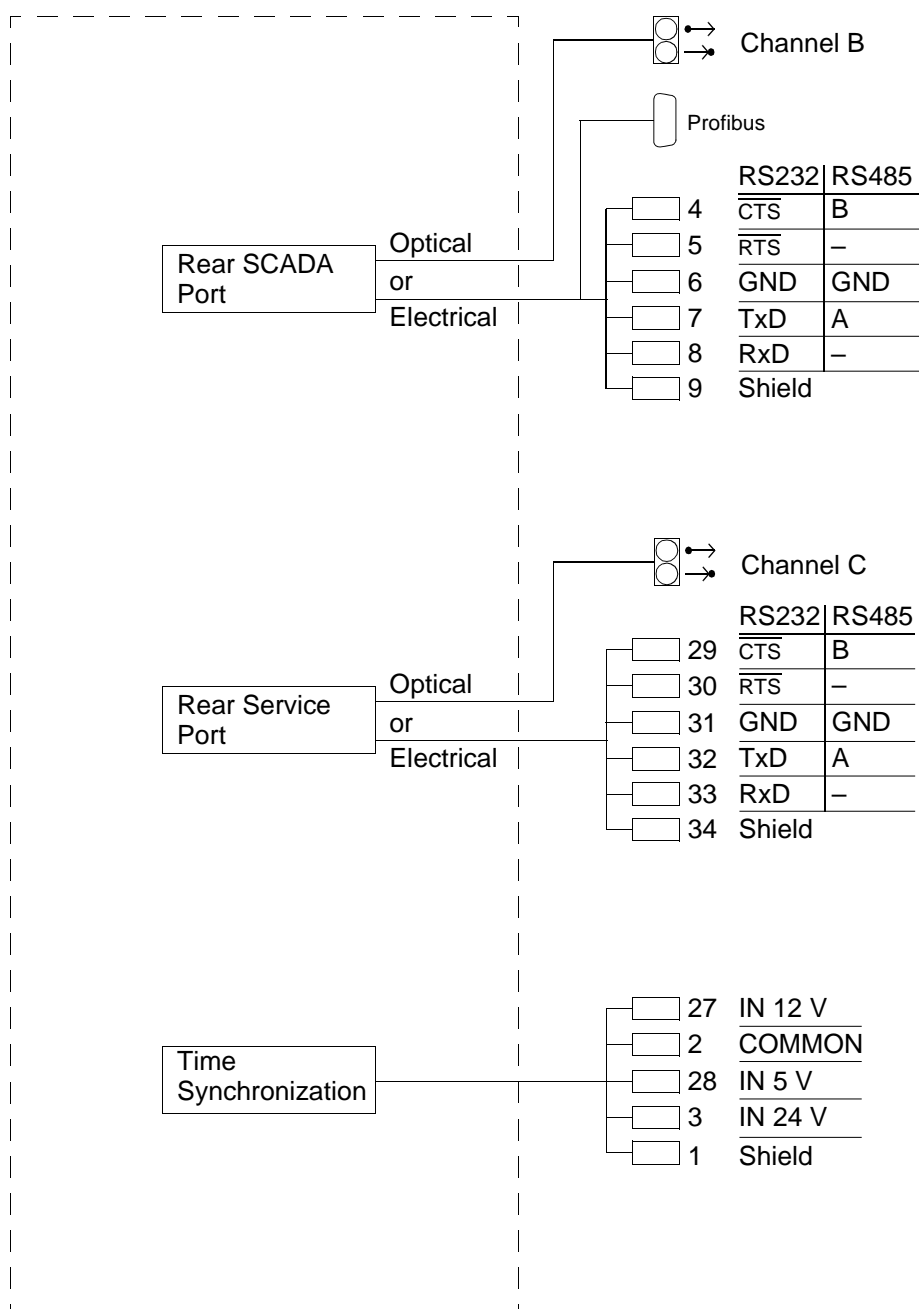 Channel B
Profibus
RS232 RS485
4 CTS B
5 RTS –
6 GND GND
7 TxD A
8 RxD –
9 Shield
Rear SCADA
Port
Optical
or
Electrical
Channel C
RS232 RS485
29 CTS B
30 RTS –
31 GND GND
32 TxD A
33 RxD –
34 Shield
Rear Service
Port
Optical
or
Electrical
27 IN 12 V
2 COMMON
28 IN 5 V
3 IN 24 V
1 Shield
Time
Synchronization